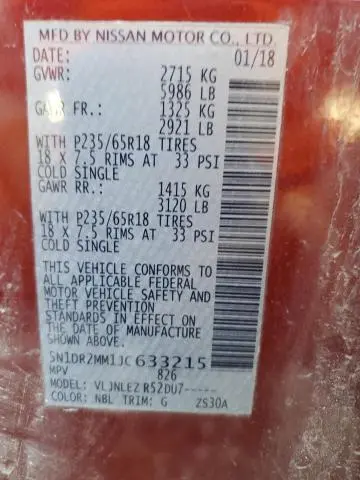 MFD BY NISSAN MOTOR CO., LTD.
DATE: 01/18
GVWR: 2715 KG
5986 LB
GAWR FR.: 1325 KG
2921 LB
WITH P235/65R18 TIRES
18 X 7.5 RIMS AT 33 PSI
COLD SINGLE
GAWR RR.: 1415 KG
3120 LB
WITH P235/65R18 TIRES
18 X 7.5 RIMS AT 33 PSI
COLD SINGLE
THIS VEHICLE CONFORMS TO
ALL APPLICABLE FEDERAL
MOTOR VEHICLE SAFETY AND
THEFT PREVENTION
STANDARDS IN EFFECT ON
THE DATE OF MANUFACTURE
SHOWN ABOVE.
5N1DR2MM1JC633215
MPV 826
MODEL: VLJNLEZ R52DU7-----
COLOR: NBL TRIM: G ZS30A